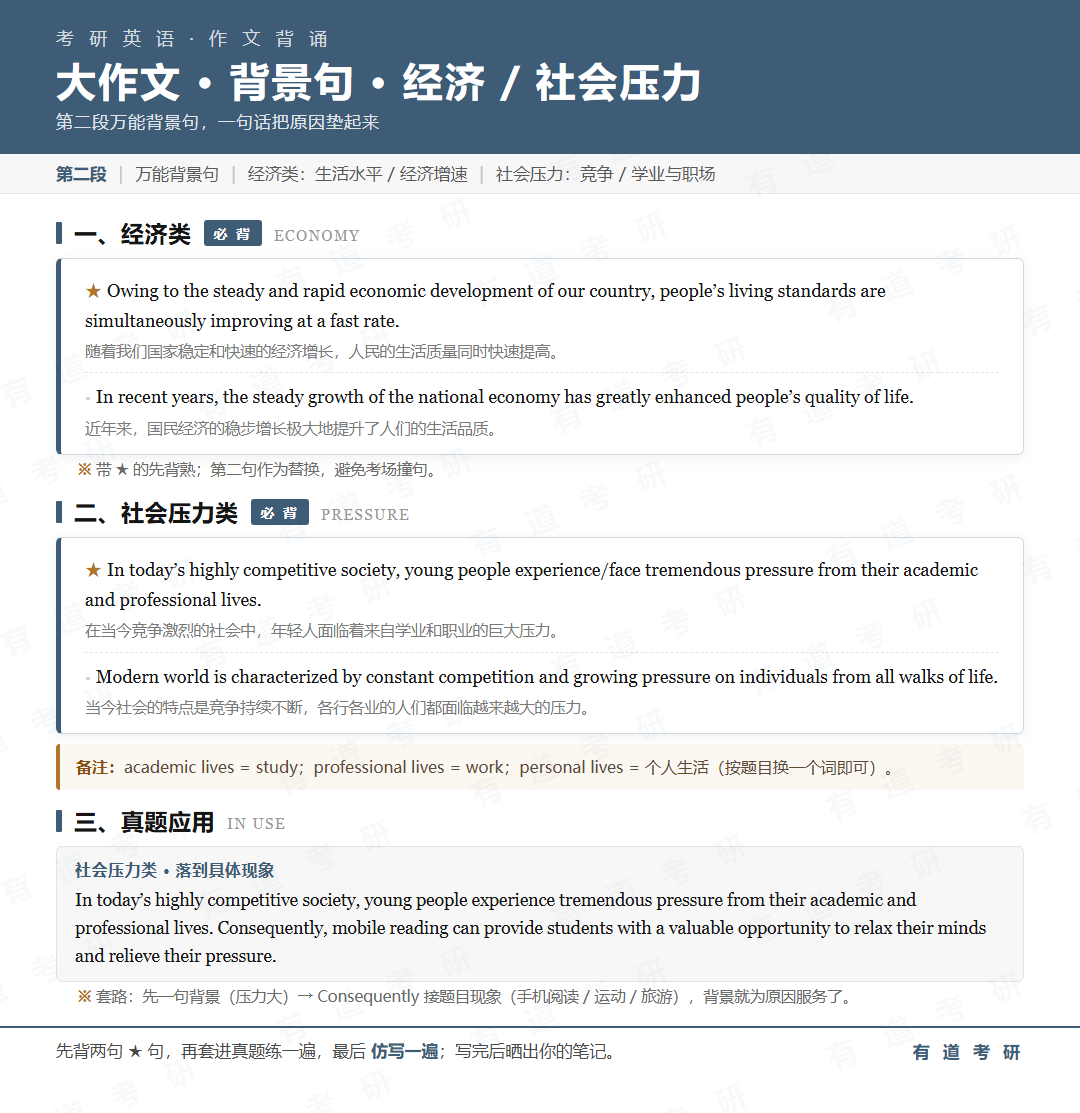 考研英语·作文背诵
大作文 • 背景句 • 经济 / 社会压力
第二段万能背景句，一句话把原因垫起来
第二段 | 万能背景句 | 经济类：生活水平 / 经济增速 | 社会压力：竞争 / 学业与职场
一、经济类 必背 ECONOMY
★ Owing to the steady and rapid economic development of our country, people’s living standards are
simultaneously improving at a fast rate.
随着我们国家稳定和快速的经济增长，人民的生活质量同时快速提高。
· In recent years, the steady growth of the national economy has greatly enhanced people’s quality of life.
近年来，国民经济的稳步增长极大地提升了人们的生活品质。
※ 带 ★ 的先背熟；第二句作为替换，避免考场撞句。
二、社会压力类 必背 PRESSURE
★ In today’s highly competitive society, young people experience/face tremendous pressure from their academic
and professional lives.
在当今竞争激烈的社会中，年轻人面临着来自学业和职业的巨大压力。
· Modern world is characterized by constant competition and growing pressure on individuals from all walks of life.
当今社会的特点是竞争持续不断，各行各业的人们都面临越来越大的压力。
备注：academic lives = study；professional lives = work；personal lives = 个人生活（按题目换一个词即可）。
三、真题应用 IN USE
社会压力类 • 落到具体现象
In today’s highly competitive society, young people experience tremendous pressure from their academic and
professional lives. Consequently, mobile reading can provide students with a valuable opportunity to relax their minds
and relieve their pressure.
※ 套路：先一句背景（压力大）→ Consequently 接题目现象（手机阅读 / 运动 / 旅游），背景就为原因服务了。
先背两句 ★ 句，再套进真题练一遍，最后 仿写一遍；写完后晒出你的笔记。
有道考研